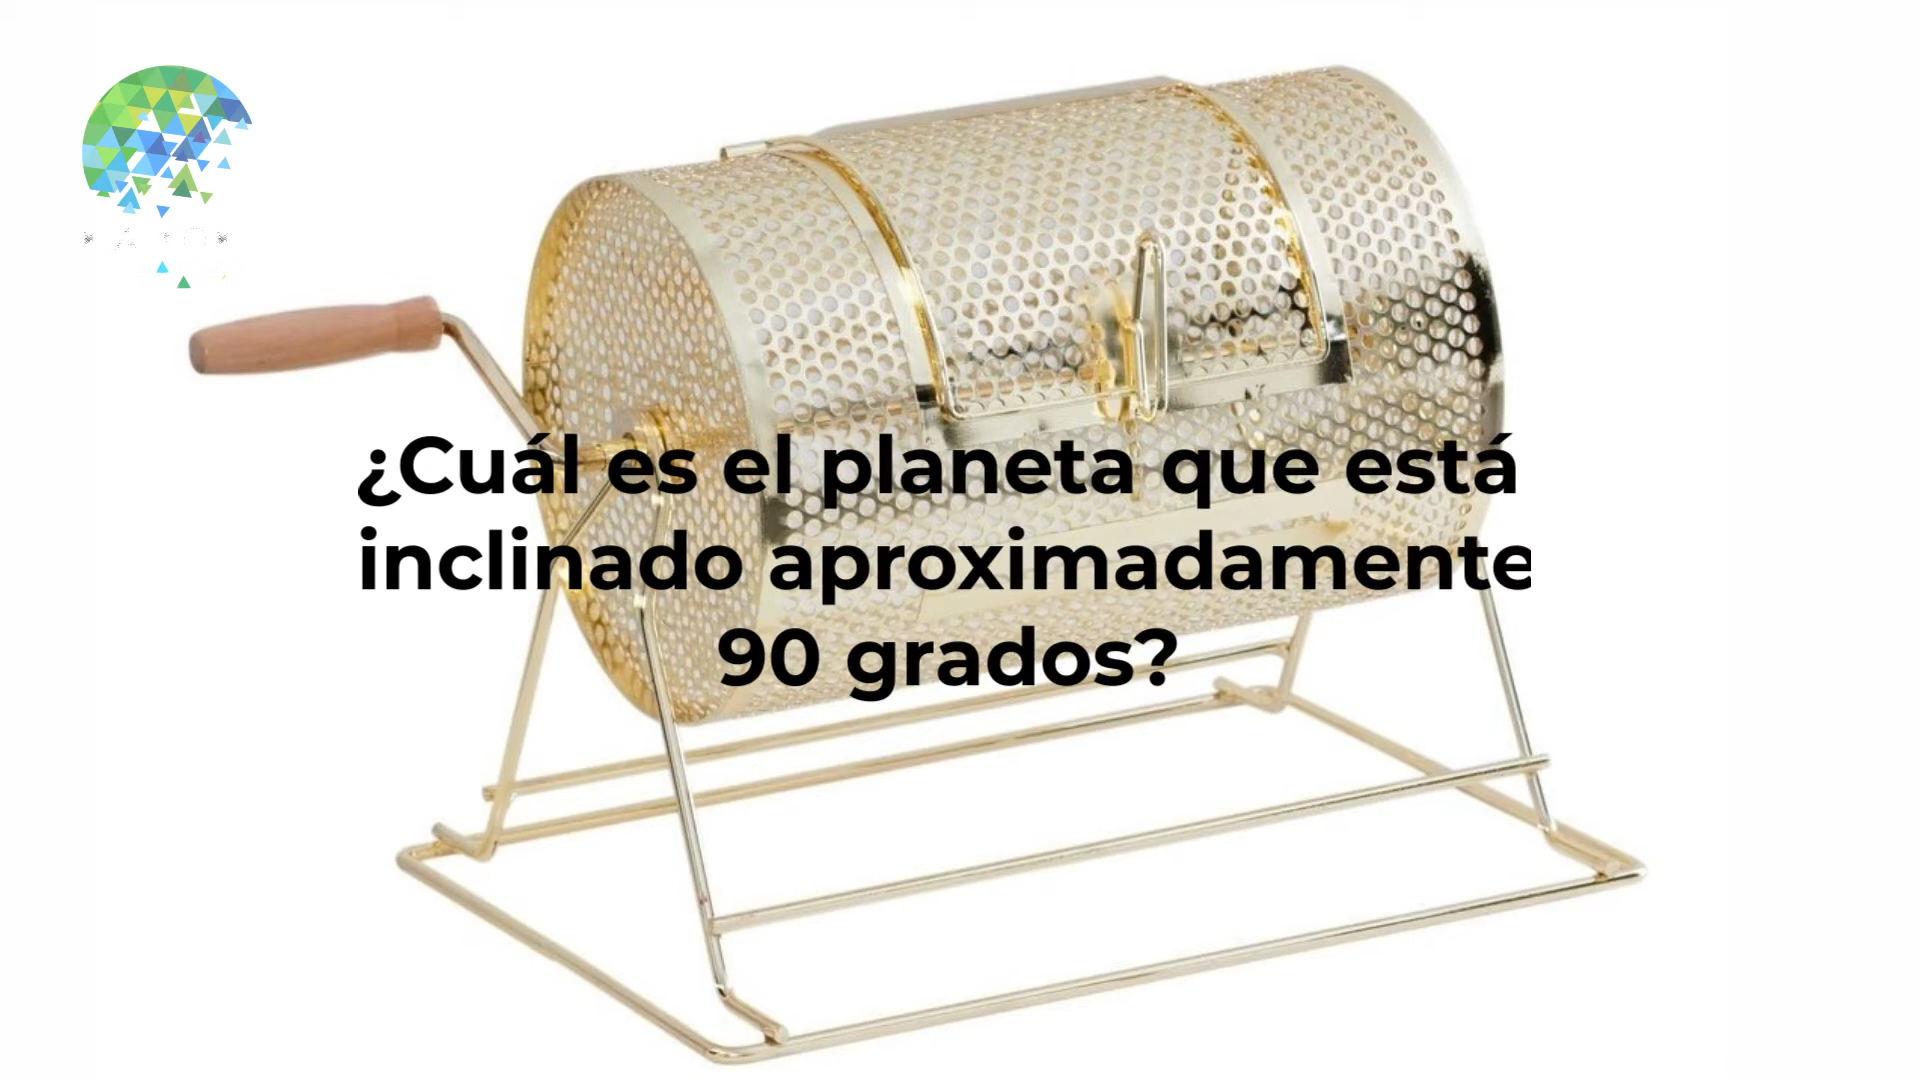 ¿Cuál es el planeta que está
inclinado aproximadamente
90 grados?